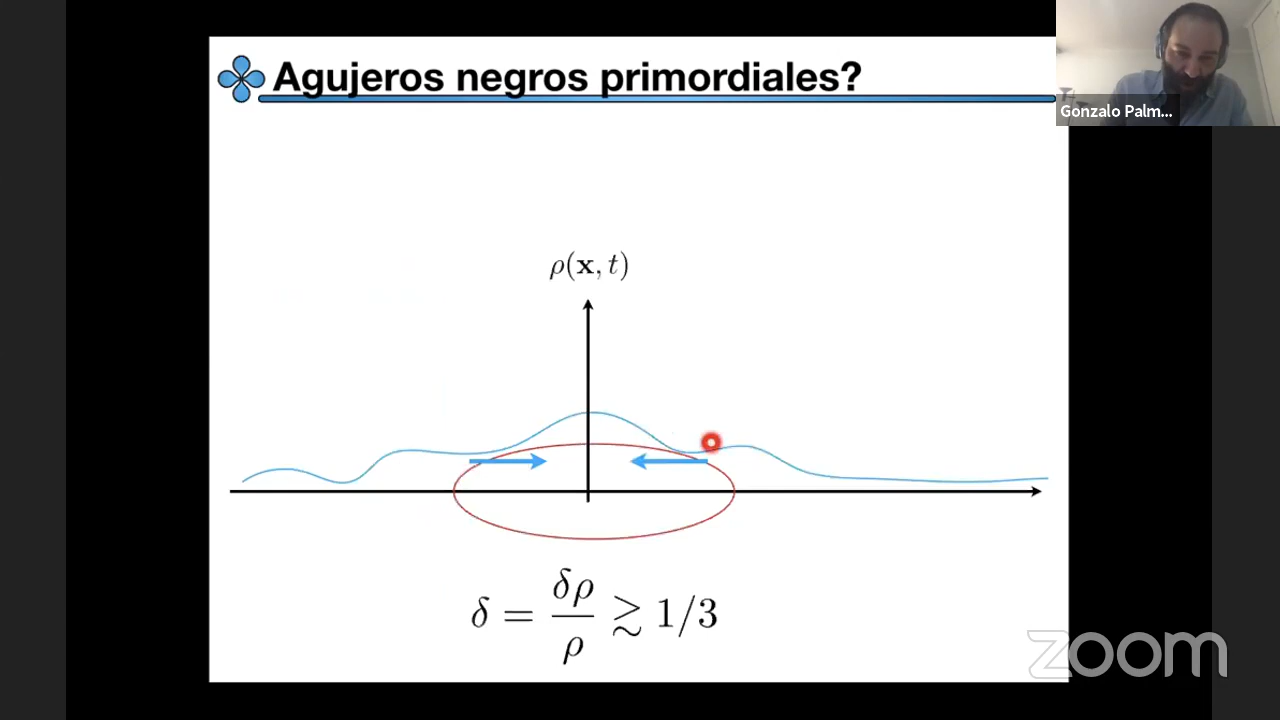 Agujeros negros primordiales?
Gonzalo Palm...
ρ(x, t)
δ = δρ/ρ ≳ 1/3
zoom